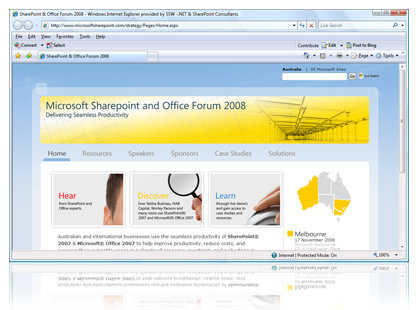 SharePoint & Office Forum 2008 - Windows Internet Explorer provided by SSW - .NET & SharePoint Consultants
http://www.microsoftsharepoint.com/strategy/Pages/Home.aspx
Live Search
File Edit View Favorites Tools Help
Convert Select
Contribute Edit Post to Blog
SharePoint & Office Forum 2008
Page Tools
Australia | All Microsoft Sites
Go Live Search
Microsoft Sharepoint and Office Forum 2008
Delivering Seamless Productivity
Home Resources Speakers Sponsors Case Studies Solutions
Hear
from SharePoint and
Office experts.
Discover
how Telstra Business, NAB
Capital, Worley Parsons and
many more use SharePoint®
2007 and Microsoft® Office 2007
Learn
through live demo's
and gain access to
case studies and
resources.
Australian and international businesses use the seamless productivity of SharePoint®
2007 & Microsoft® Office 2007 to help improve productivity, reduce costs, and
Melbourne
17 November 2008
Internet | Protected Mode: On
100%